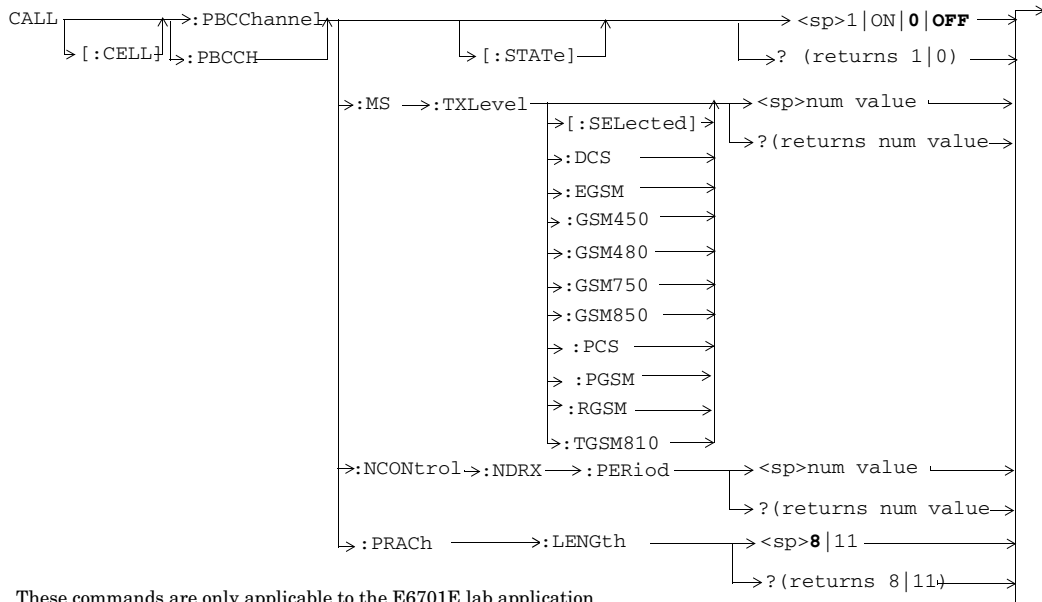 CALL :PBCChannel <sp>1|ON|0|OFF
[:CELL] :PBCCH [:STATe] ? (returns 1|0)
:MS :TXLevel <sp>num value
[:SELected] ?(returns num value
:DCS
:EGSM
:GSM450
:GSM480
:GSM750
:GSM850
:PCS
:PGSM
:RGSM
:TGSM810
:NCONtrol :NDRX :PERiod <sp>num value
?(returns num value
:PRACh :LENGth <sp>8|11
?(returns 8|11)
These commands are only applicable to the E6701E lab application